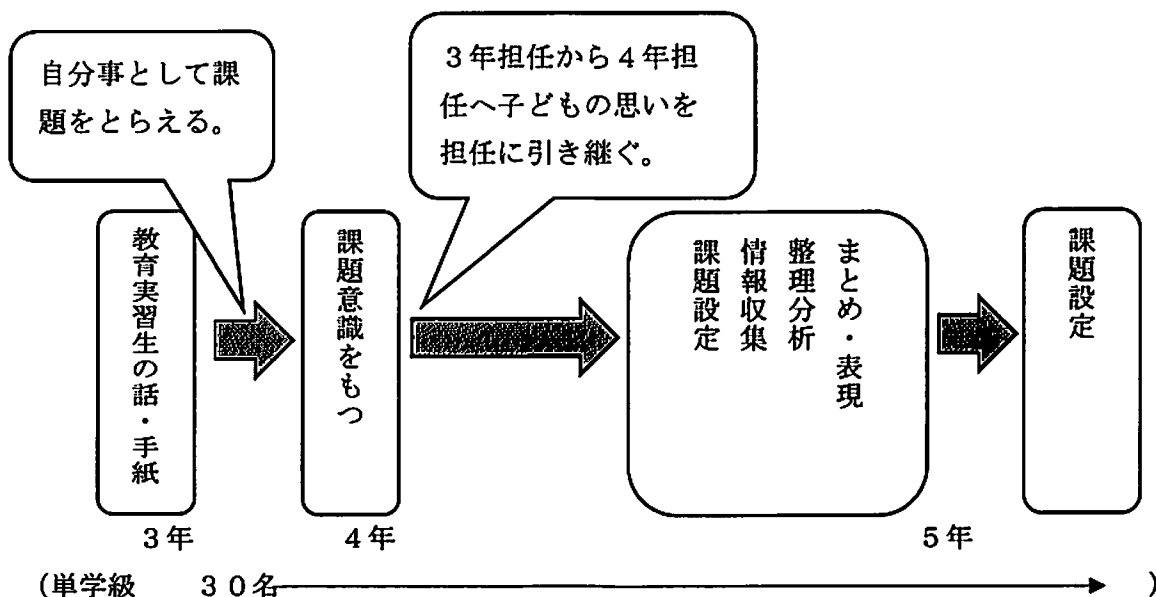 自分事として課
題をとらえる。
3年担任から4年担
任へ子どもの思いを
担任に引き継ぐ。
教育実習生の話・手紙
課題意識をもつ
課題設定
情報収集
整理分析
まとめ・表現
課題設定
3年
4年
5年
(単学級 30名 )